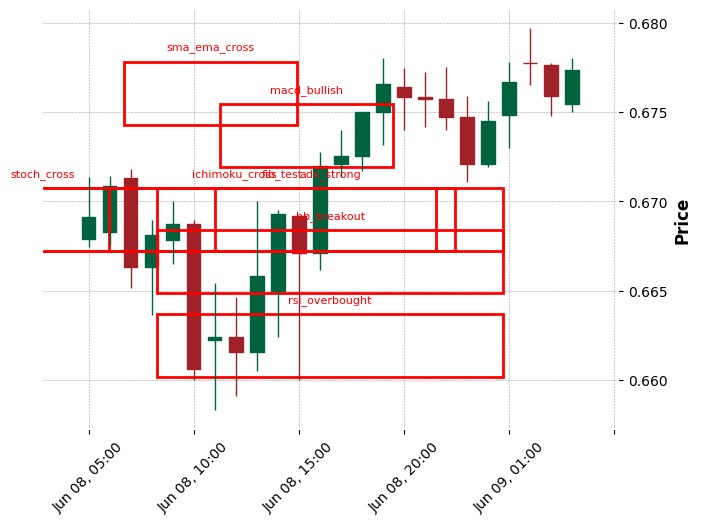 sma_ema_cross
macd_bullish
stoch_cross
ichimoku_cross
fib_test
adx_strong
bb_breakout
rsi_overbought
0.680
0.675
0.670
0.665
0.660
Price
Jun 08, 05:00
Jun 08, 10:00
Jun 08, 15:00
Jun 08, 20:00
Jun 09, 01:00